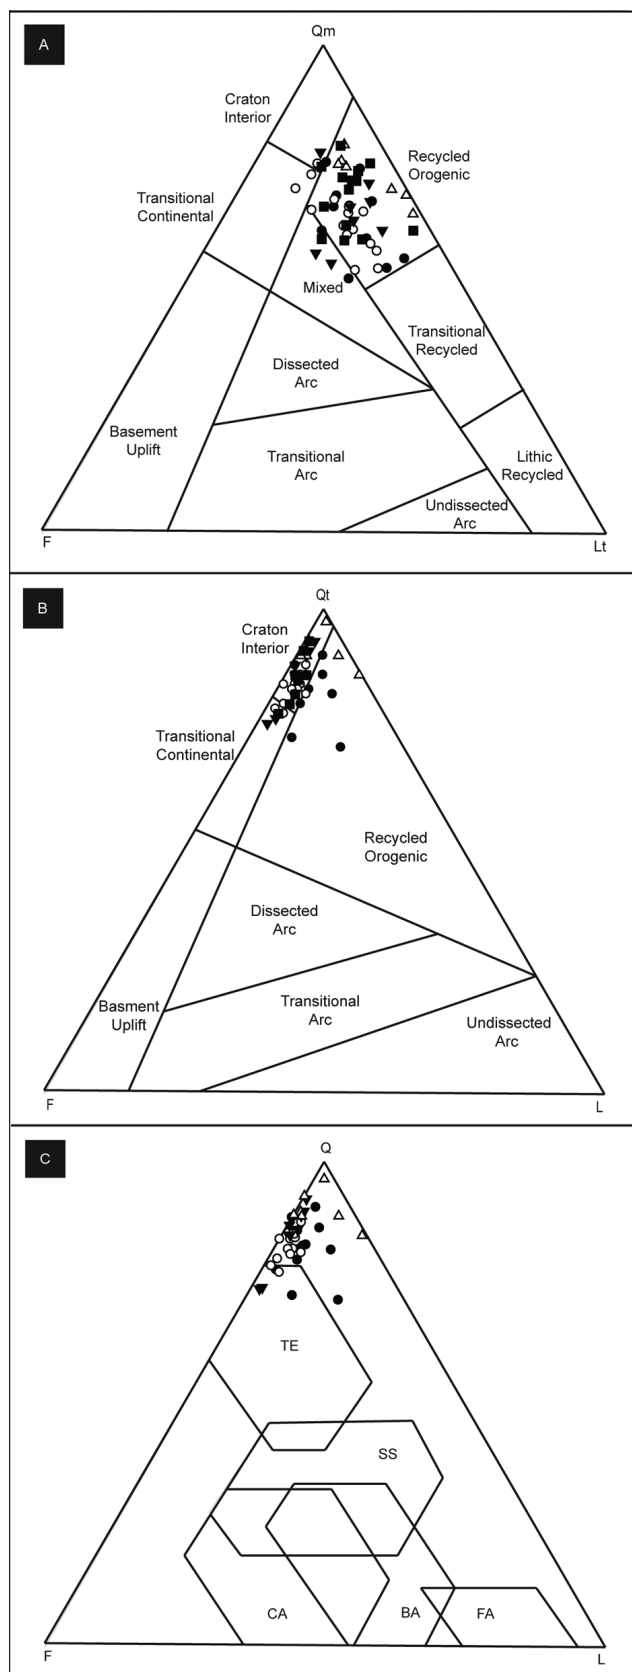 A
Qm
Craton
Interior
Recycled
Orogenic
Transitional
Continental
Mixed
Transitional
Recycled
Dissected
Arc
Basement
Uplift
Transitional
Arc
Lithic
Recycled
Undissected
Arc
F
Lt
B
Qt
Craton
Interior
Transitional
Continental
Recycled
Orogenic
Dissected
Arc
Basment
Uplift
Transitional
Arc
Undissected
Arc
F
L
C
Q
TE
SS
CA
BA
FA
F
L